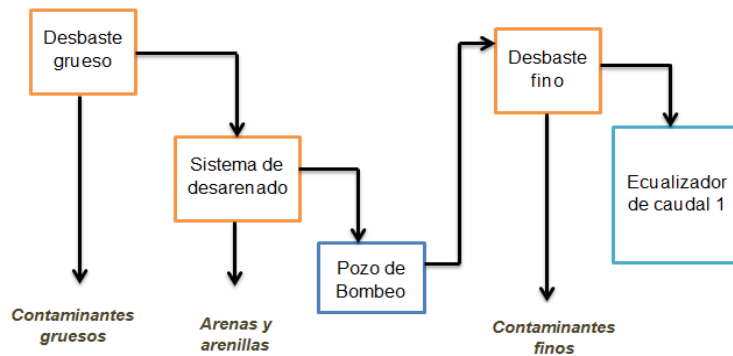 Desbaste
grueso
Desbaste
fino
Sistema de
desarenado
Ecualizador
de caudal 1
Pozo de
Bombeo
Contaminantes
gruesos
Arenas y
arenillas
Contaminantes
finos